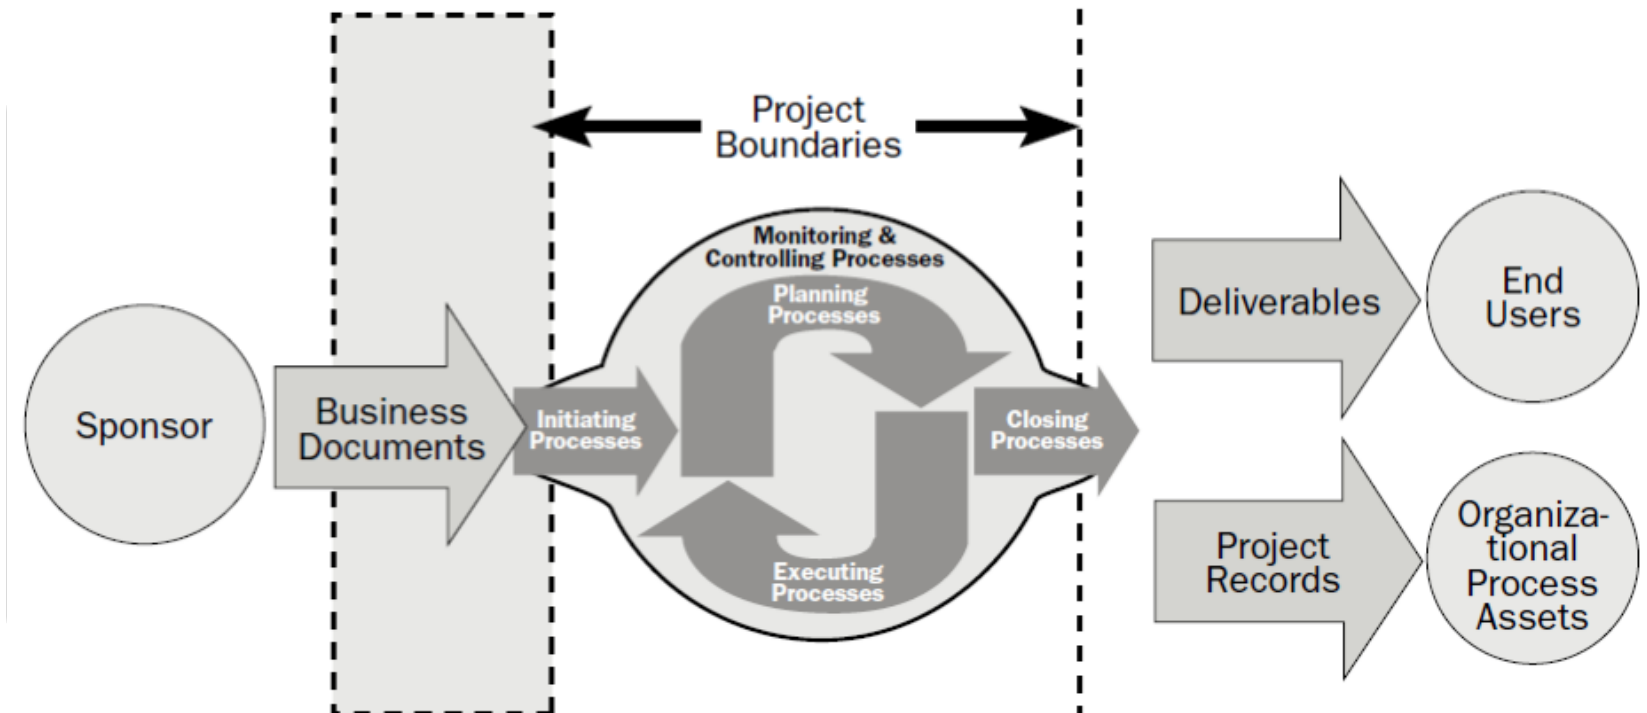 Project
Boundaries
Monitoring &
Controlling Processes
Planning
Processes
Sponsor
Business
Documents
Initiating
Processes
Closing
Processes
Executing
Processes
Deliverables
End
Users
Project
Records
Organiza-
tional
Process
Assets